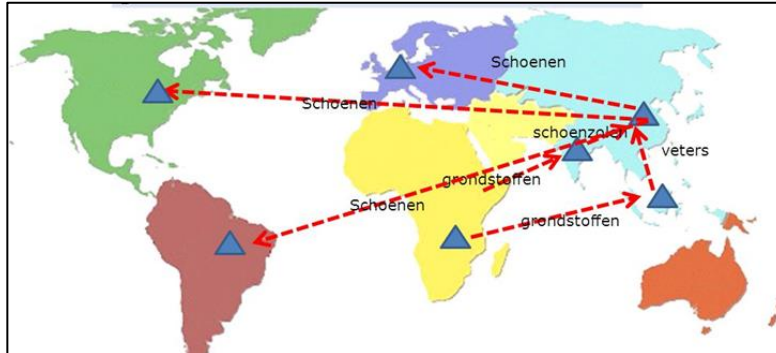 Schoenen
Schoenen
schoenzolen
veters
grondstoffen
Schoenen
grondstoffen